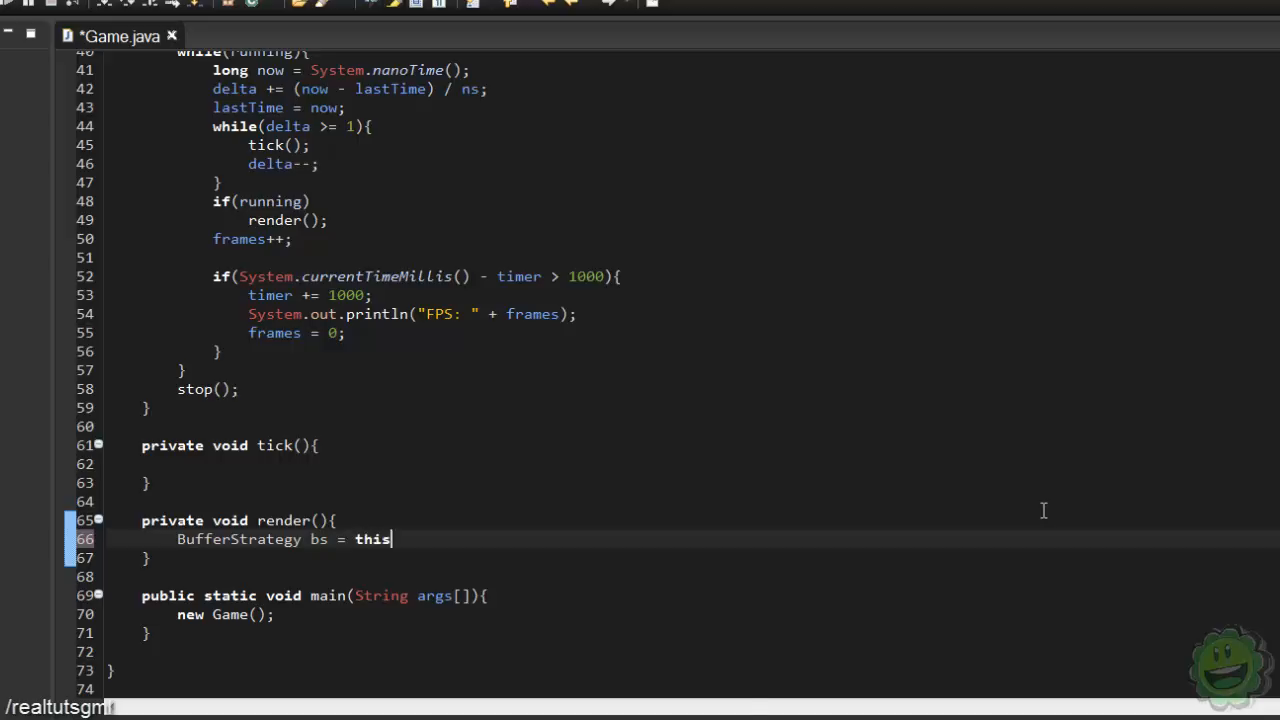 *Game.java
40 while(running){
41 long now = System.nanoTime();
42 delta += (now - lastTime) / ns;
43 lastTime = now;
44 while(delta >= 1){
45 tick();
46 delta--;
47 }
48 if(running)
49 render();
50 frames++;
51
52 if(System.currentTimeMillis() - timer > 1000){
53 timer += 1000;
54 System.out.println("FPS: " + frames);
55 frames = 0;
56 }
57 }
58 stop();
59 }
60
61 private void tick(){
62
63 }
64
65 private void render(){
66 BufferStrategy bs = this
67 }
68
69 public static void main(String args[]){
70 new Game();
71 }
72
73 }
74
/realtutsgml